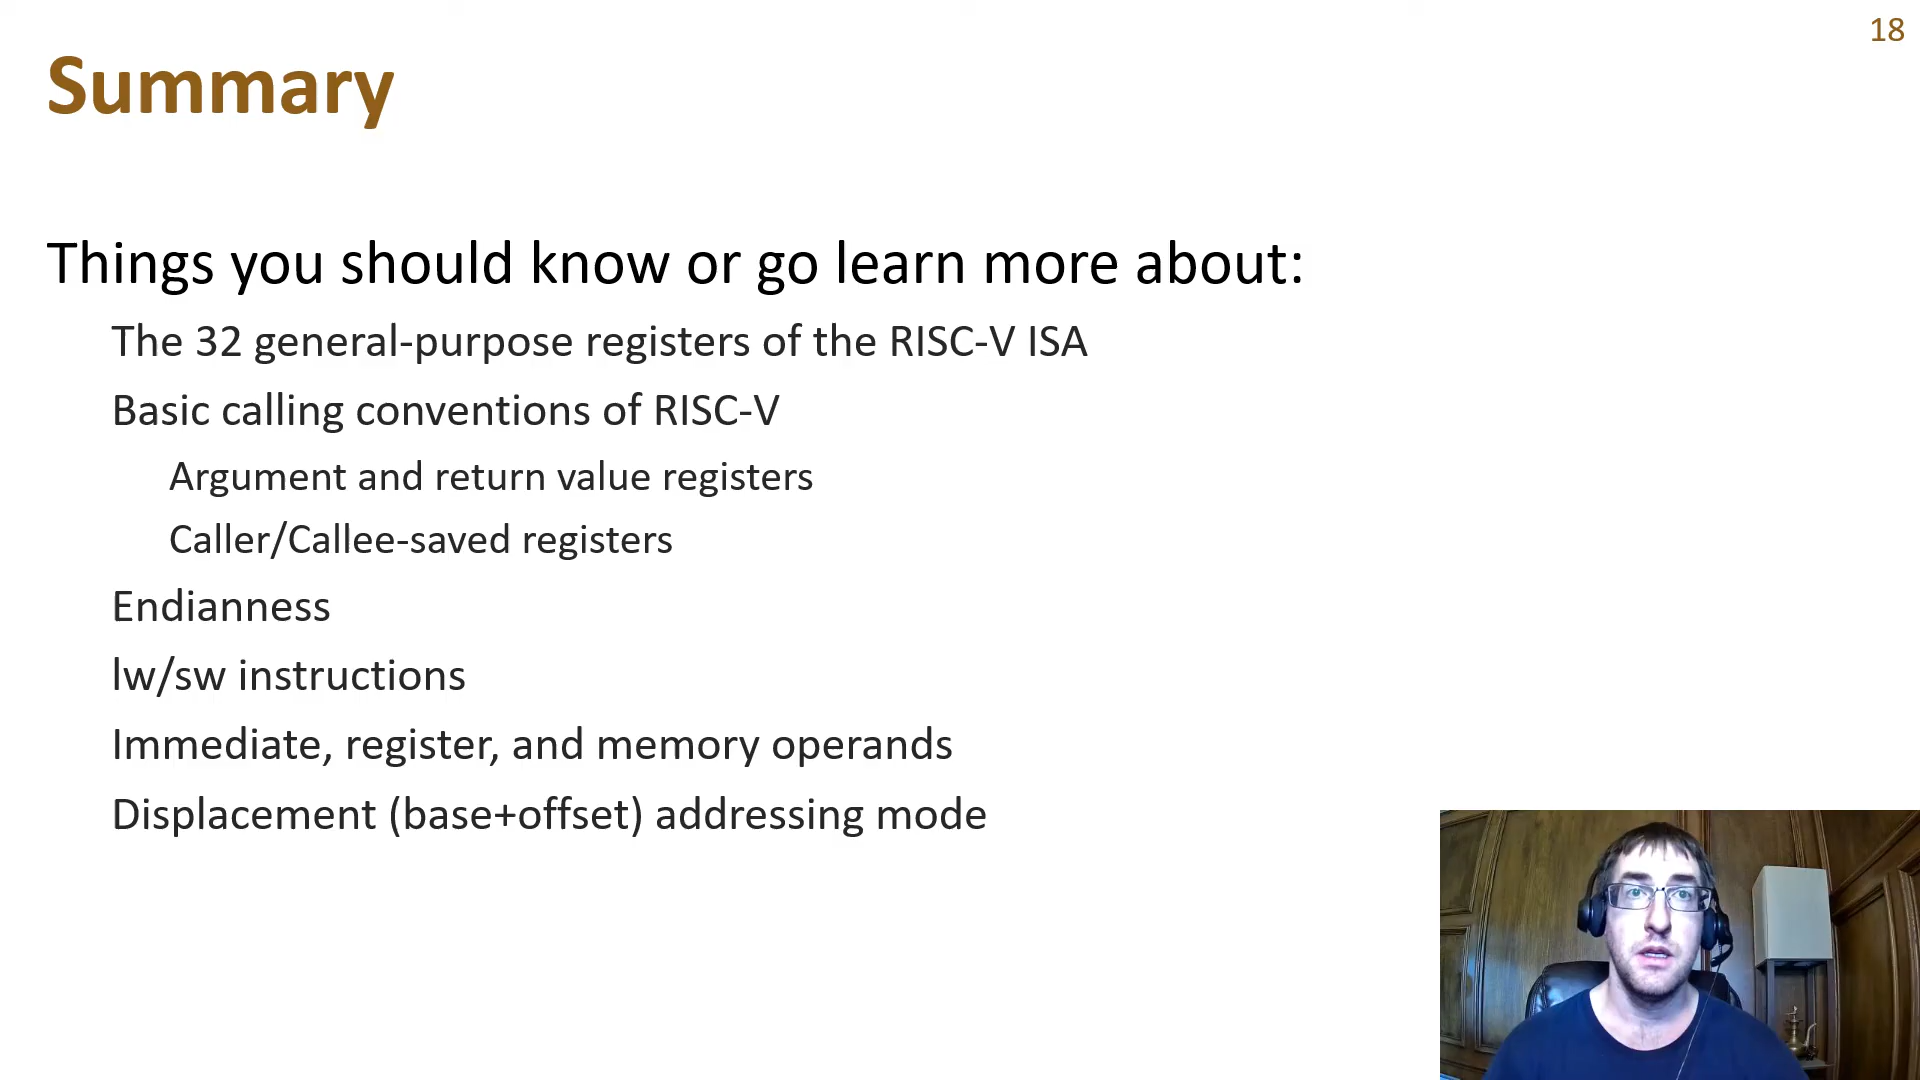 18
Summary
Things you should know or go learn more about:
The 32 general-purpose registers of the RISC-V ISA
Basic calling conventions of RISC-V
Argument and return value registers
Caller/Callee-saved registers
Endianness
lw/sw instructions
Immediate, register, and memory operands
Displacement (base+offset) addressing mode